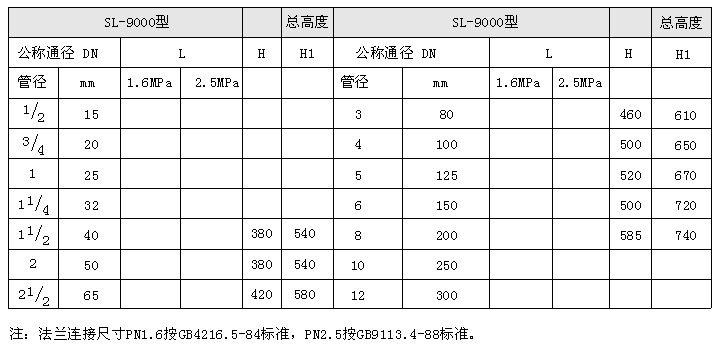 SL-9000型 总高度 SL-9000型 总高度
公称通径 DN L H H1 公称通径 DN L H H1
管径 mm 1.6MPa 2.5MPa 管径 mm 1.6MPa 2.5MPa
1/2 15 3 80 460 610
3/4 20 4 100 500 650
1 25 5 125 520 670
1 1/4 32 6 150 500 720
1 1/2 40 380 540 8 200 585 740
2 50 380 540 10 250
2 1/2 65 420 580 12 300
注: 法兰连接尺寸PN1.6按GB4216.5-84标准, PN2.5按GB9113.4-88标准。